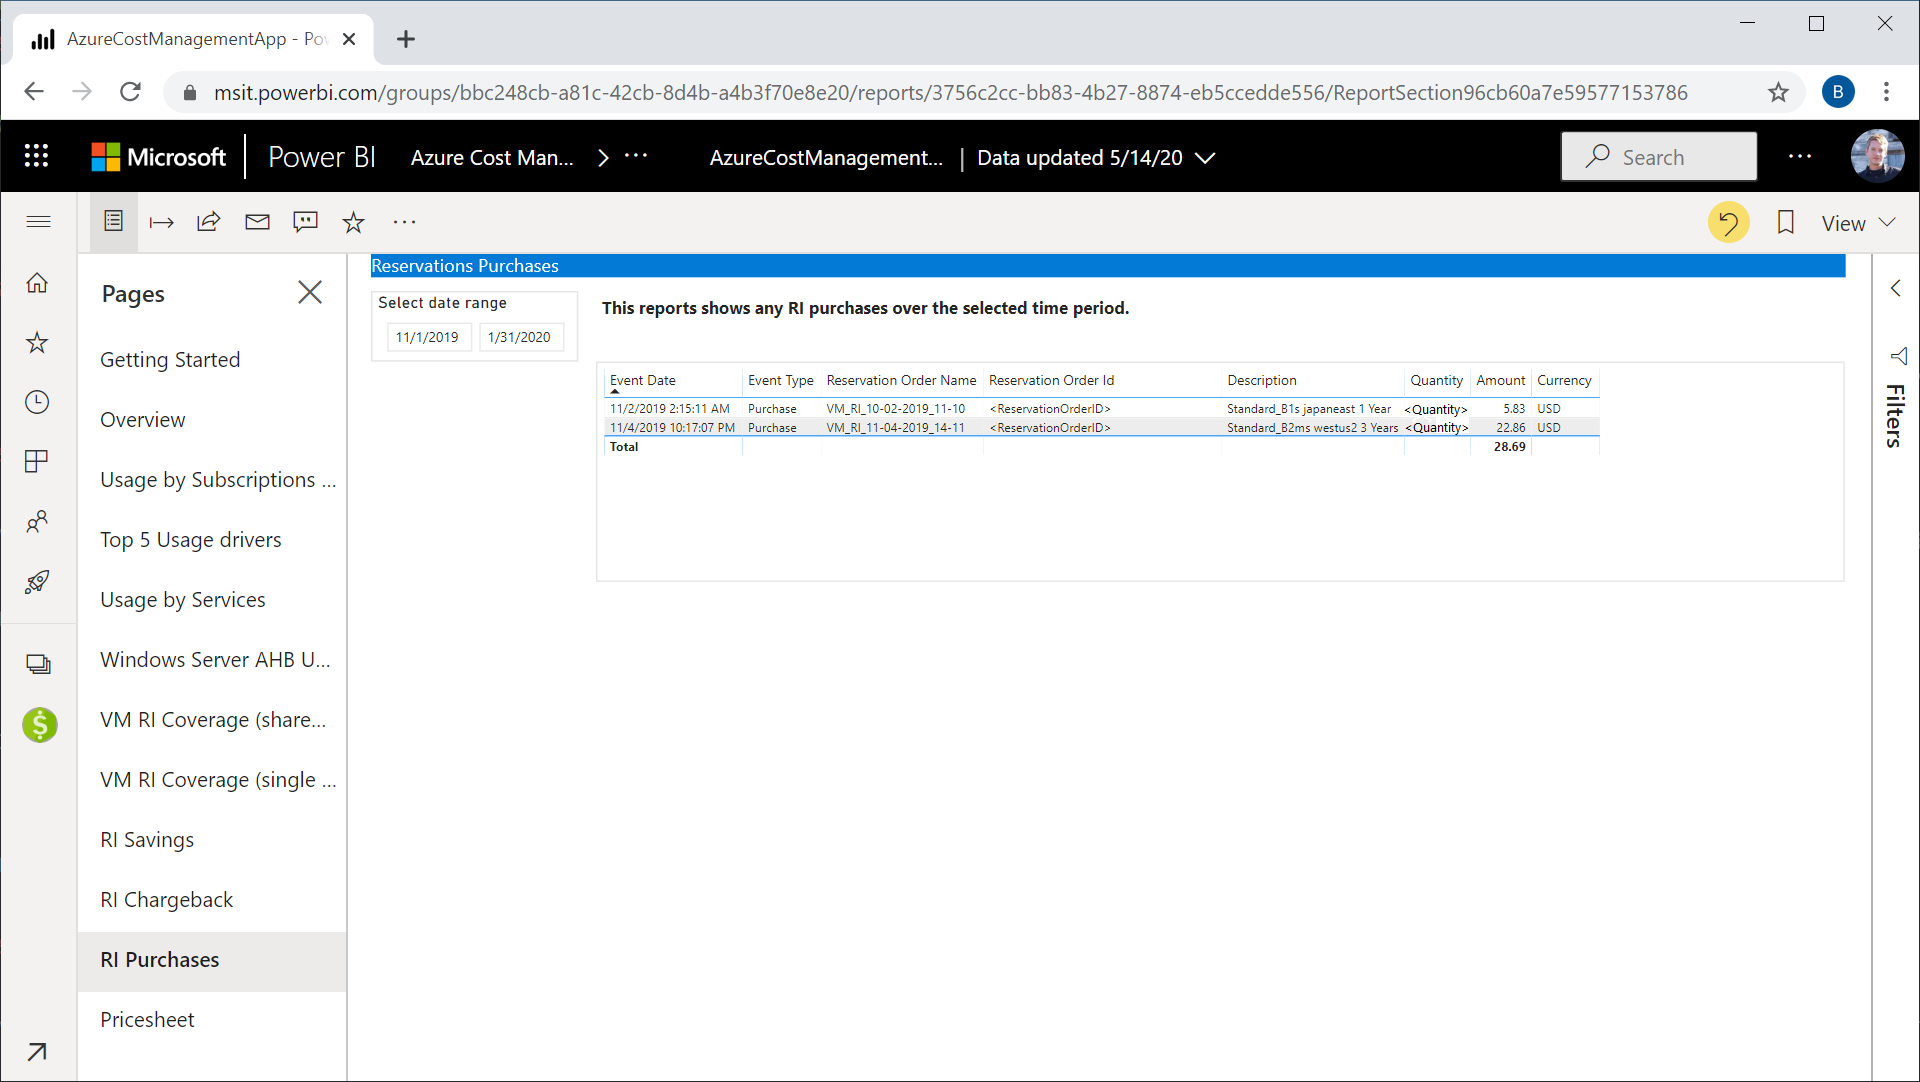 AzureCostManagementApp - Po
msit.powerbi.com/groups/bbc248cb-a81c-42cb-8d4b-a4b3f70e8e20/reports/3756c2cc-bb83-4b27-8874-eb5ccedde556/ReportSection96cb60a7e59577153786
B
Microsoft Power BI Azure Cost Man... > ... AzureCostManagement... | Data updated 5/14/20 Search ...
View
Pages
Getting Started
Overview
Usage by Subscriptions ...
Top 5 Usage drivers
Usage by Services
Windows Server AHB U...
VM RI Coverage (share...
VM RI Coverage (single ...
RI Savings
RI Chargeback
RI Purchases
Pricesheet
Reservations Purchases
Select date range
11/1/2019 1/31/2020
This reports shows any RI purchases over the selected time period.
Event Date Event Type Reservation Order Name Reservation Order Id Description Quantity Amount Currency
11/2/2019 2:15:11 AM Purchase VM_RI_10-02-2019_11-10 <ReservationOrderID> Standard_B1s japaneast 1 Year <Quantity> 5.83 USD
11/4/2019 10:17:07 PM Purchase VM_RI_11-04-2019_14-11 <ReservationOrderID> Standard_B2ms westus2 3 Years <Quantity> 22.86 USD
Total 28.69
Filters